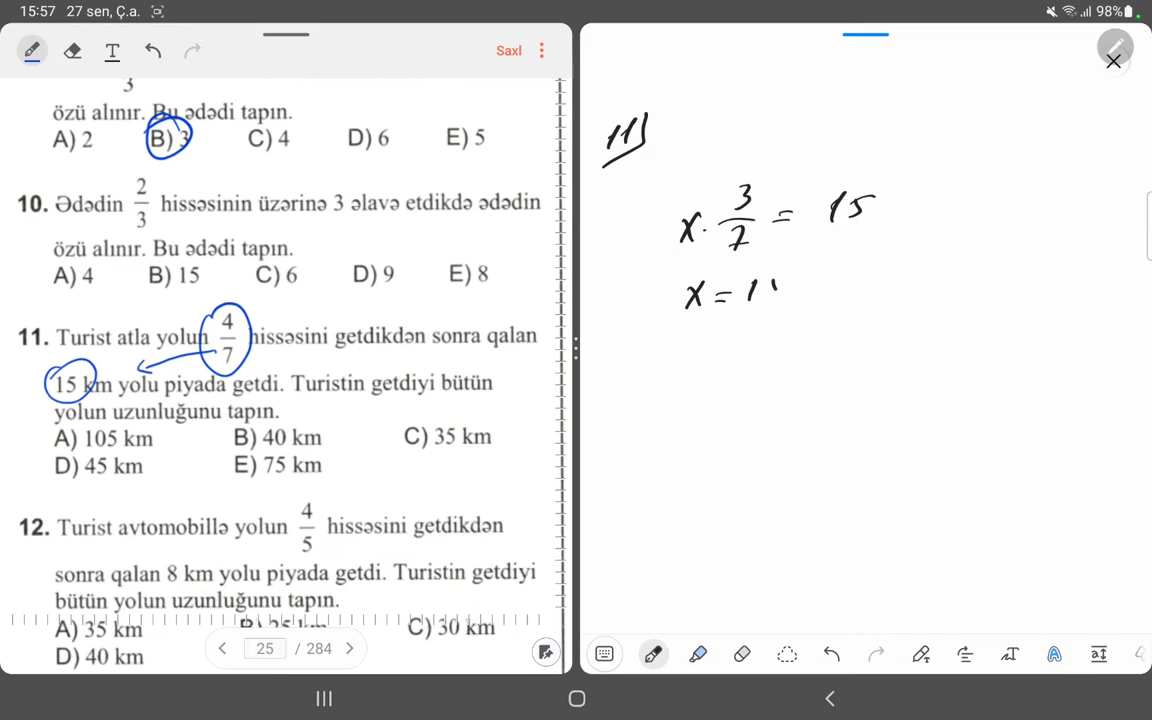 15:57 27 sen, Ç.a. 98%
Saxl
3
özü alınır. Bu ədədi tapın.
A) 2 B) 3 C) 4 D) 6 E) 5
10. Ədədin 2/3 hissəsinin üzərinə 3 əlavə etdikdə ədədin
özü alınır. Bu ədədi tapın.
A) 4 B) 15 C) 6 D) 9 E) 8
11. Turist atla yolun 4/7 hissəsini getdikdən sonra qalan
15 km yolu piyada getdi. Turistin getdiyi bütün
yolun uzunluğunu tapın.
A) 105 km B) 40 km C) 35 km
D) 45 km E) 75 km
12. Turist avtomobillə yolun 4/5 hissəsini getdikdən
sonra qalan 8 km yolu piyada getdi. Turistin getdiyi
bütün yolun uzunluğunu tapın.
A) 35 km C) 30 km
D) 40 km
25 / 284
11)
x · 3/7 = 15
x = 1